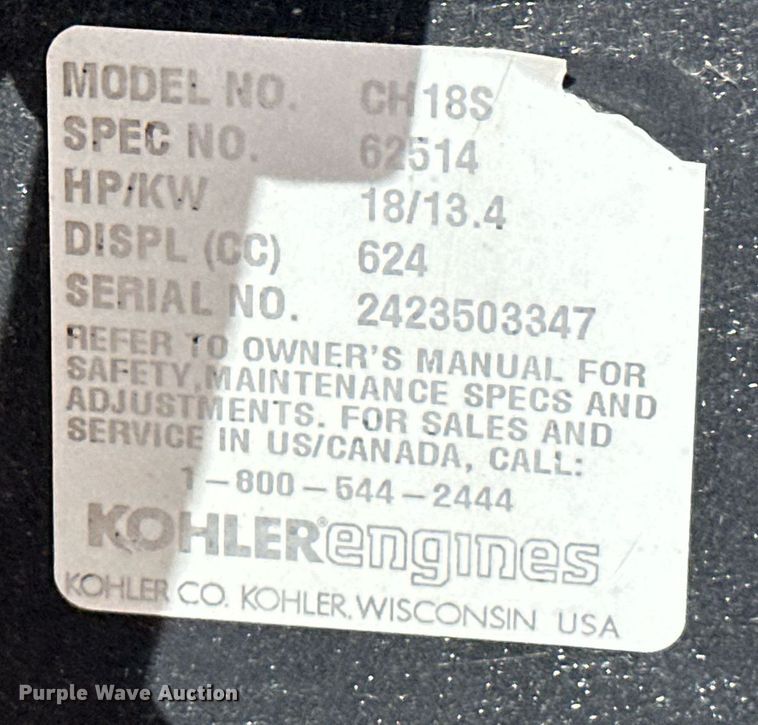 MODEL NO. CH18S
SPEC NO. 62514
HP/KW 18/13.4
DISPL (CC) 624
SERIAL NO. 2423503347
REFER TO OWNER'S MANUAL FOR
SAFETY, MAINTENANCE SPECS AND
ADJUSTMENTS. FOR SALES AND
SERVICE IN US/CANADA, CALL:
1-800-544-2444
KOHLER® engines
KOHLER CO. KOHLER, WISCONSIN USA
Purple Wave Auction